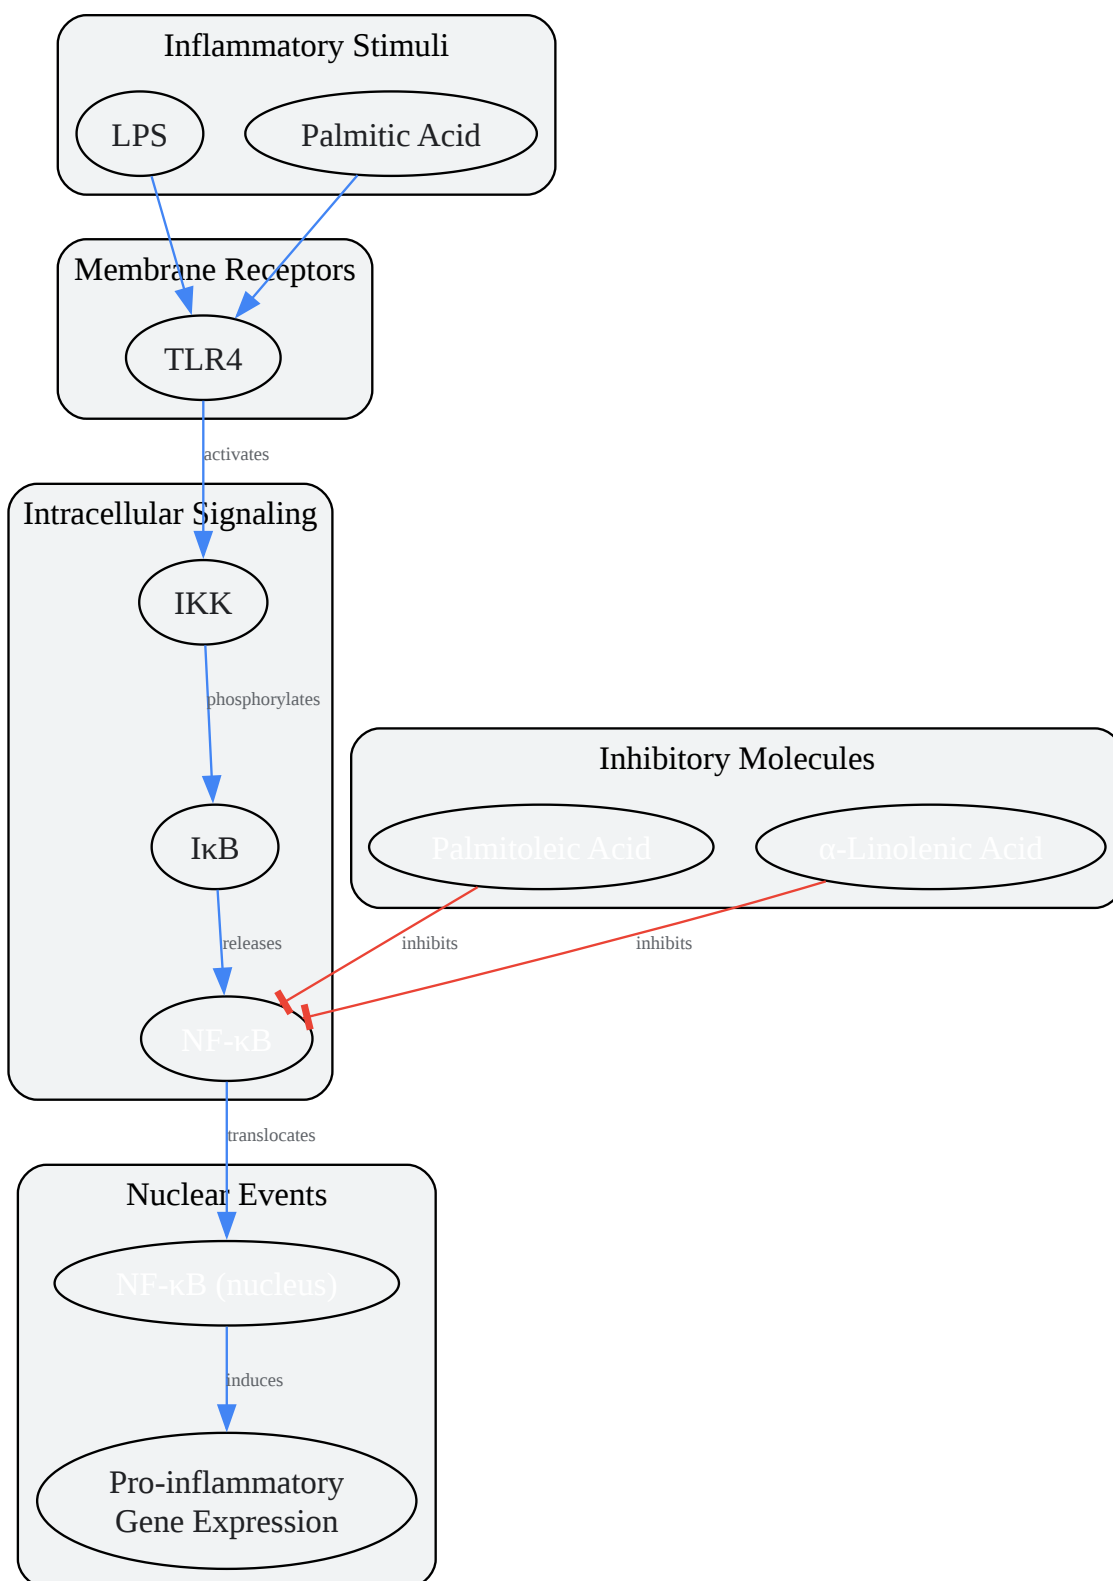 Inflammatory Stimuli
LPS
Palmitic Acid
Membrane Receptors
TLR4
activates
Intracellular Signaling
IKK
phosphorylates
Inhibitory Molecules
IκB
Palmitoleic Acid
α-Linolenic Acid
releases
inhibits
inhibits
NF-κB
translocates
Nuclear Events
NF-κB (nucleus)
induces
Pro-inflammatory
Gene Expression